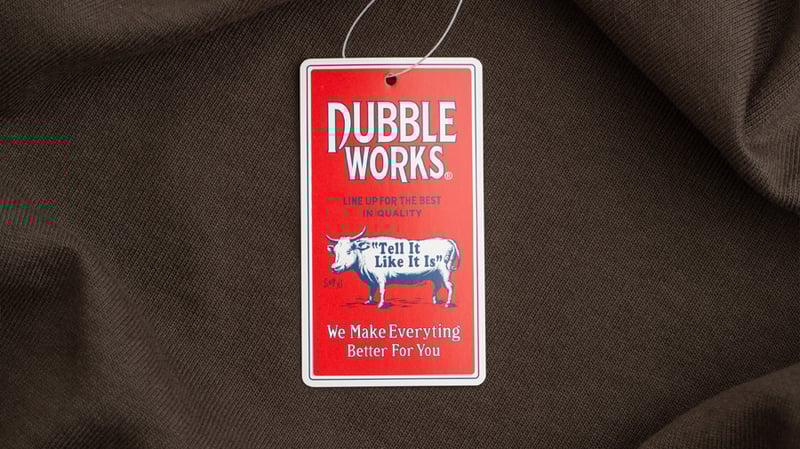 DUBBLE
WORKS®
LINE UP FOR THE BEST
IN QUALITY
"Tell It
Like It Is"
We Make Everyting
Better For You